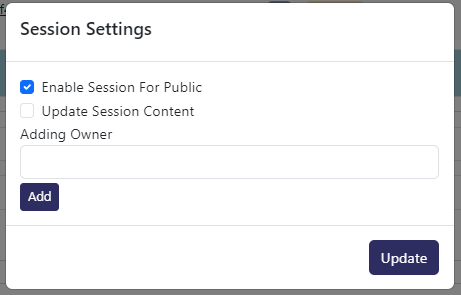 Session Settings
Enable Session For Public
Update Session Content
Adding Owner
Add
Update